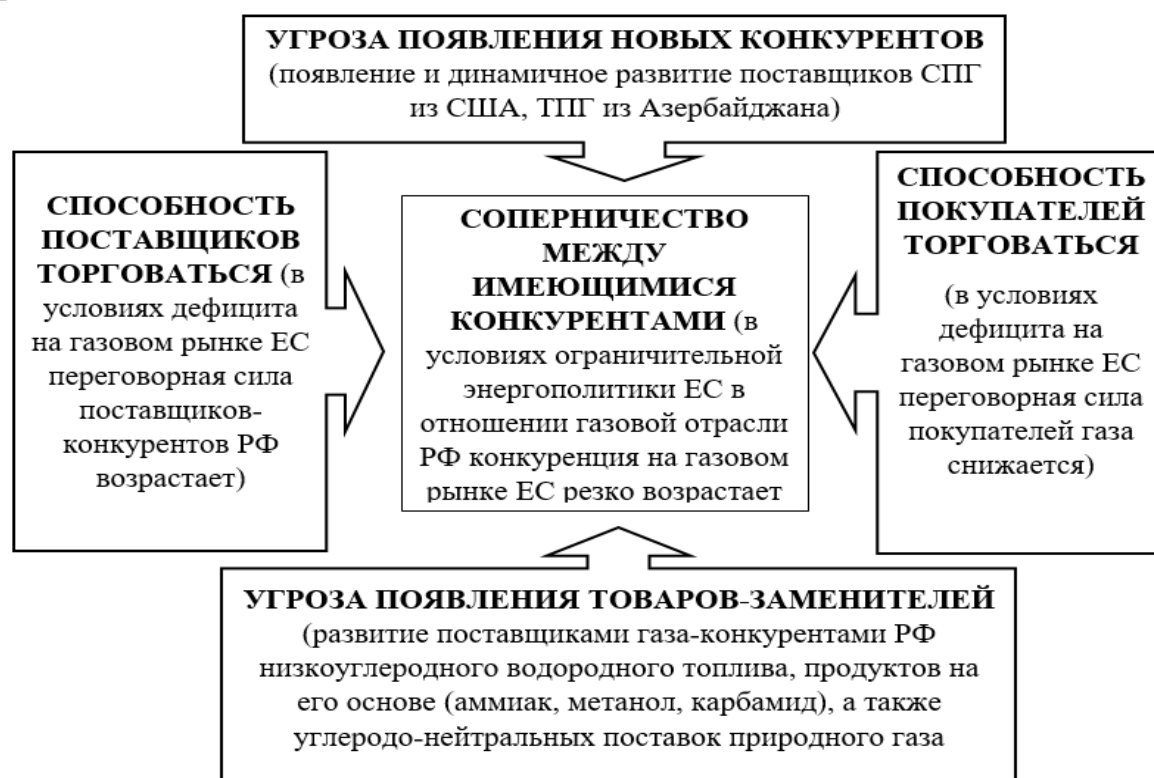 УГРОЗА ПОЯВЛЕНИЯ НОВЫХ КОНКУРЕНТОВ
(появление и динамичное развитие поставщиков СПГ
из США, ТПГ из Азербайджана)
СПОСОБНОСТЬ
ПОСТАВЩИКОВ
ТОРГОВАТЬСЯ (в
условиях дефицита
на газовом рынке ЕС
переговорная сила
поставщиков-
конкурентов РФ
возрастает)
СОПЕРНИЧЕСТВО
МЕЖДУ
ИМЕЮЩИМИСЯ
КОНКУРЕНТАМИ (в
условиях ограничительной
энергополитики ЕС в
отношении газовой отрасли
РФ конкуренция на газовом
рынке ЕС резко возрастает
СПОСОБНОСТЬ
ПОКУПАТЕЛЕЙ
ТОРГОВАТЬСЯ
(в условиях
дефицита на
газовом рынке ЕС
переговорная сила
покупателей газа
снижается)
УГРОЗА ПОЯВЛЕНИЯ ТОВАРОВ-ЗАМЕНИТЕЛЕЙ
(развитие поставщиками газа-конкурентами РФ
низкоуглеродного водородного топлива, продуктов на
его основе (аммиак, метанол, карбамид), а также
углеродо-нейтральных поставок природного газа